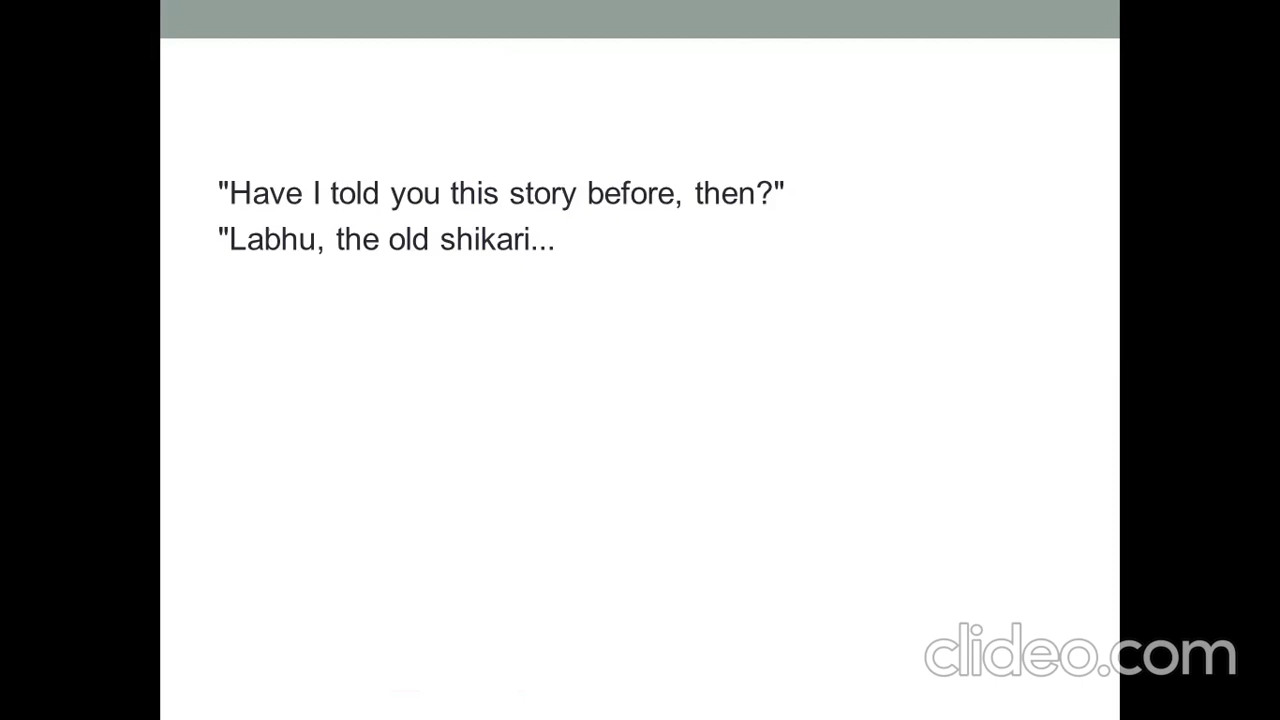 "Have I told you this story before, then?"
"Labhu, the old shikari...
clideo.com